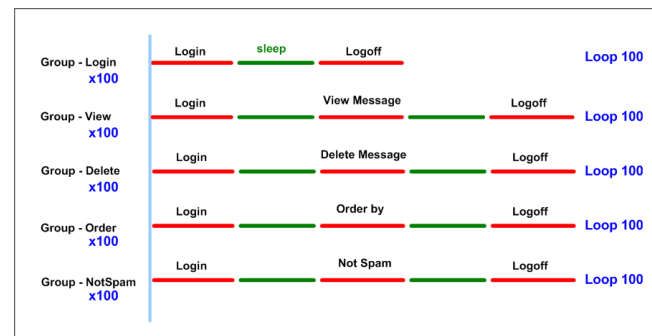 Login sleep Logoff
Group - Login Loop 100
x100
Login View Message Logoff
Group - View Loop 100
x100
Login Delete Message Logoff
Group - Delete Loop 100
x100
Login Order by Logoff
Group - Order Loop 100
x100
Login Not Spam Logoff
Group - NotSpam Loop 100
x100